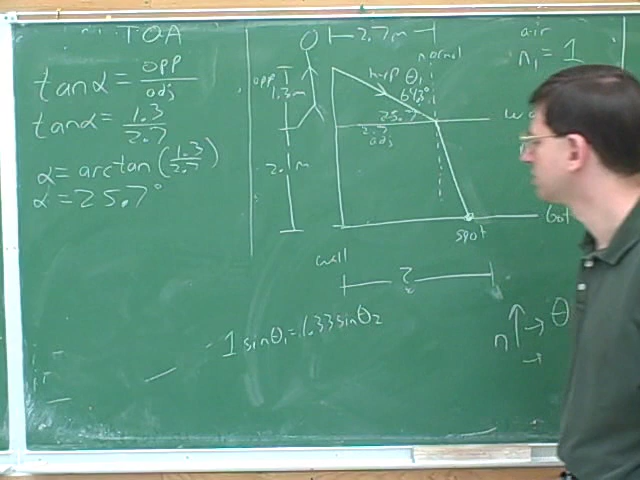 TOA
tanα = opp/adj
tanα = 1.3/2.7
α = arctan(1.3/2.7)
α = 25.7°
2.7m
normal
air
n₁ = 1
opp
1.3m
hyp θ₁
64.3°
25.7
2.7
adj
2.1m
spot
wall
?
x
1 sinθ₁ = 1.33 sinθ₂
n ↑ → θ
→